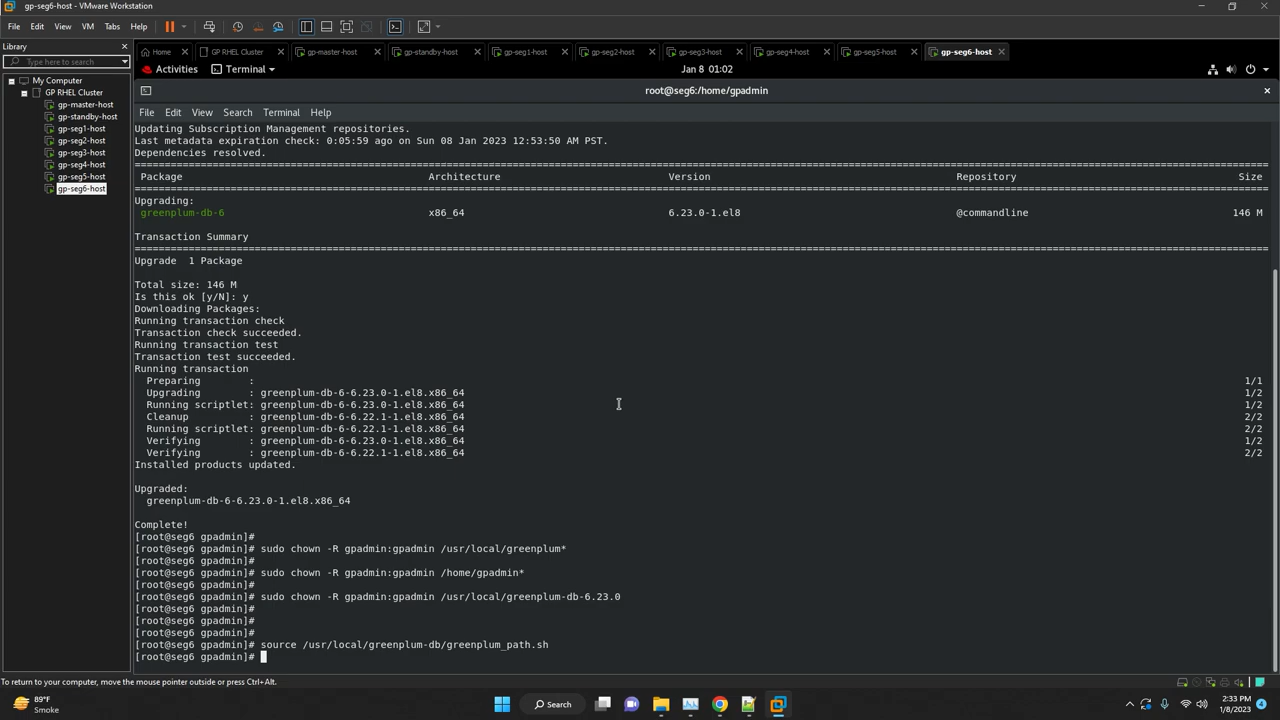 gp-seg6-host - VMware Workstation
File Edit View VM Tabs Help
Library
Type here to search
My Computer
GP RHEL Cluster
gp-master-host
gp-standby-host
gp-seg1-host
gp-seg2-host
gp-seg3-host
gp-seg4-host
gp-seg5-host
gp-seg6-host
Home GP RHEL Cluster gp-master-host gp-standby-host gp-seg1-host gp-seg2-host gp-seg3-host gp-seg4-host gp-seg5-host gp-seg6-host
Activities Terminal Jan 8 01:02
root@seg6:/home/gpadmin
File Edit View Search Terminal Help
Updating Subscription Management repositories.
Last metadata expiration check: 0:05:59 ago on Sun 08 Jan 2023 12:53:50 AM PST.
Dependencies resolved.
================================================================================
Package Architecture Version Repository Size
================================================================================
Upgrading:
greenplum-db-6 x86_64 6.23.0-1.el8 @commandline 146 M
Transaction Summary
================================================================================
Upgrade 1 Package
Total size: 146 M
Is this ok [y/N]: y
Downloading Packages:
Running transaction check
Transaction check succeeded.
Running transaction test
Transaction test succeeded.
Running transaction
Preparing : 1/1
Upgrading : greenplum-db-6-6.23.0-1.el8.x86_64 1/2
Running scriptlet: greenplum-db-6-6.23.0-1.el8.x86_64 1/2
Cleanup : greenplum-db-6-6.22.1-1.el8.x86_64 2/2
Running scriptlet: greenplum-db-6-6.22.1-1.el8.x86_64 2/2
Verifying : greenplum-db-6-6.23.0-1.el8.x86_64 1/2
Verifying : greenplum-db-6-6.22.1-1.el8.x86_64 2/2
Installed products updated.
Upgraded:
greenplum-db-6-6.23.0-1.el8.x86_64
Complete!
[root@seg6 gpadmin]#
[root@seg6 gpadmin]# sudo chown -R gpadmin:gpadmin /usr/local/greenplum*
[root@seg6 gpadmin]#
[root@seg6 gpadmin]# sudo chown -R gpadmin:gpadmin /home/gpadmin*
[root@seg6 gpadmin]#
[root@seg6 gpadmin]# sudo chown -R gpadmin:gpadmin /usr/local/greenplum-db-6.23.0
[root@seg6 gpadmin]#
[root@seg6 gpadmin]#
[root@seg6 gpadmin]#
[root@seg6 gpadmin]# source /usr/local/greenplum-db/greenplum_path.sh
[root@seg6 gpadmin]#
To return to your computer, move the mouse pointer outside or press Ctrl+Alt.
89°F
Smoke
Search
2:33 PM
1/8/2023